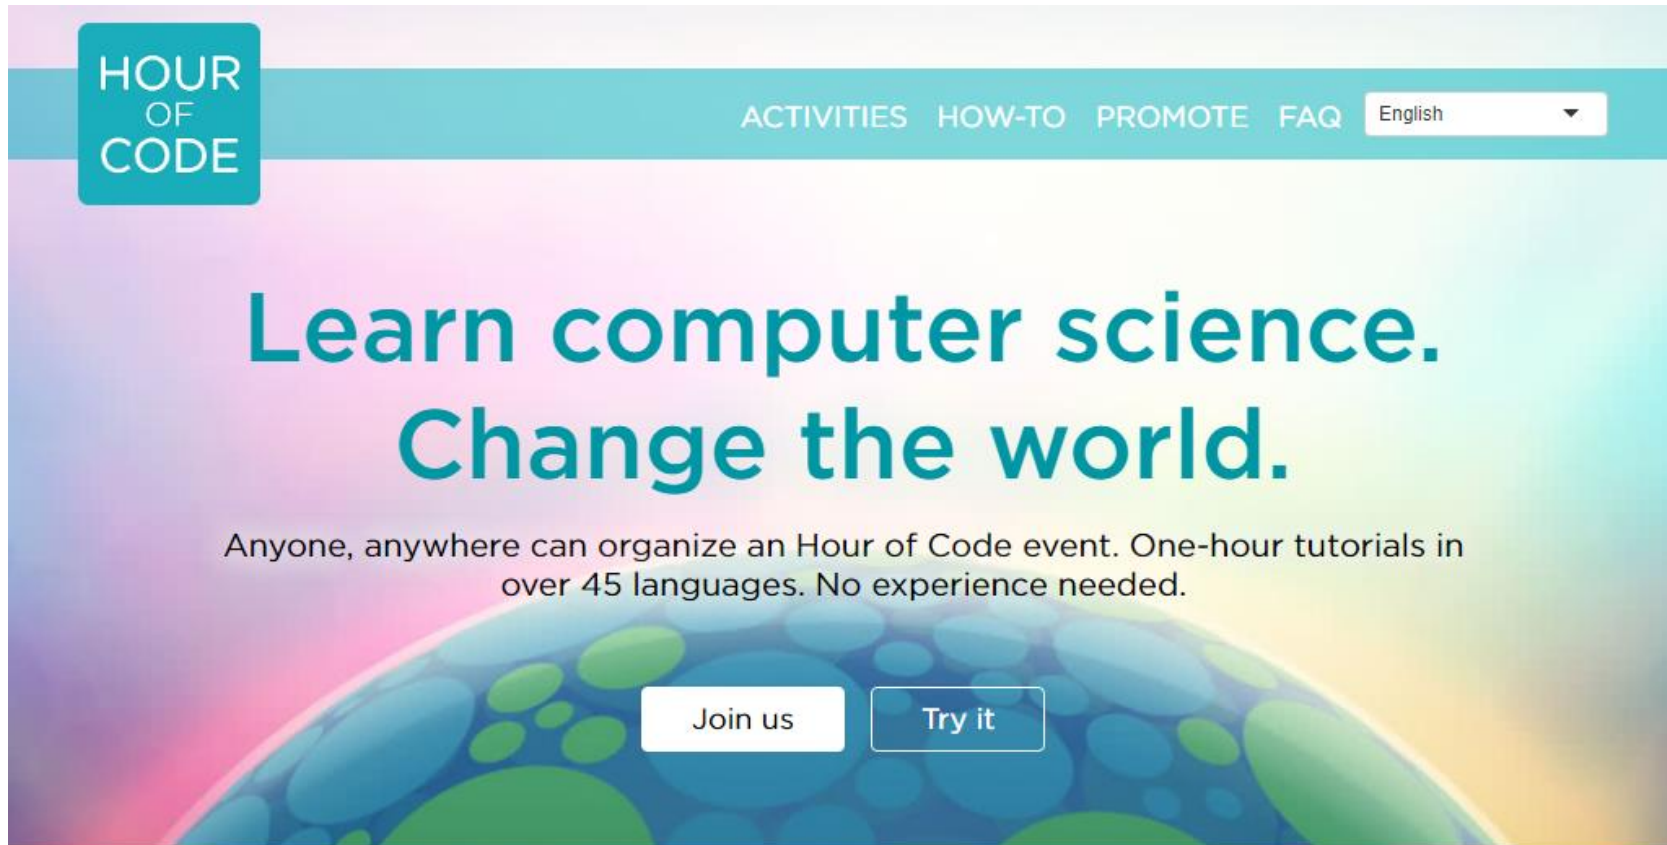 HOUR
OF
CODE
ACTIVITIES HOW-TO PROMOTE FAQ English
Learn computer science.
Change the world.
Anyone, anywhere can organize an Hour of Code event. One-hour tutorials in
over 45 languages. No experience needed.
Join us Try it